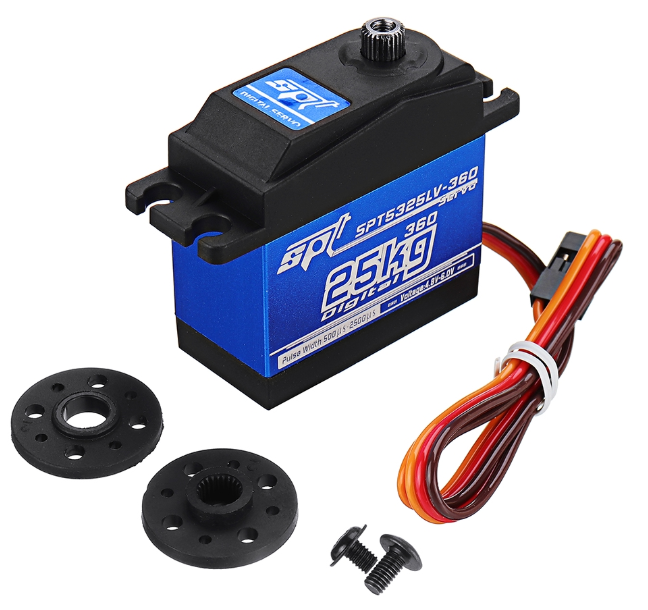 spt
DIGITAL SERVO
SPT5325LV-360
servo
spt
360
25kg
digital
Voltage:4.8V-6.0V
Pulse Width 500μs-2500μs